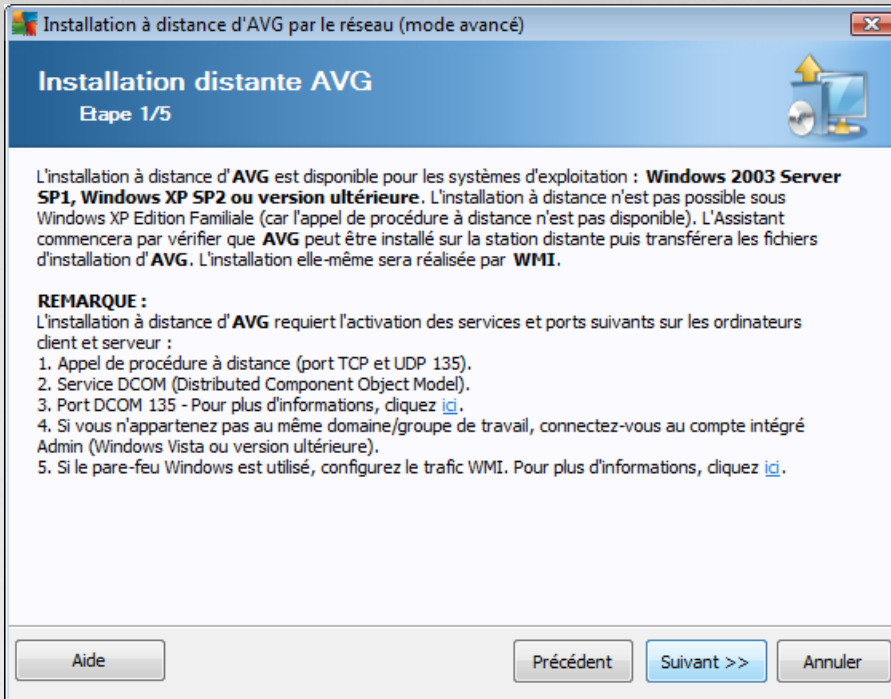 Installation à distance d'AVG par le réseau (mode avancé)
Installation distante AVG
Etape 1/5
L'installation à distance d'AVG est disponible pour les systèmes d'exploitation : Windows 2003 Server
SP1, Windows XP SP2 ou version ultérieure. L'installation à distance n'est pas possible sous
Windows XP Edition Familiale (car l'appel de procédure à distance n'est pas disponible). L'Assistant
commencera par vérifier que AVG peut être installé sur la station distante puis transférera les fichiers
d'installation d'AVG. L'installation elle-même sera réalisée par WMI.
REMARQUE :
L'installation à distance d'AVG requiert l'activation des services et ports suivants sur les ordinateurs
client et serveur :
1. Appel de procédure à distance (port TCP et UDP 135).
2. Service DCOM (Distributed Component Object Model).
3. Port DCOM 135 - Pour plus d'informations, cliquez ici.
4. Si vous n'appartenez pas au même domaine/groupe de travail, connectez-vous au compte intégré
Admin (Windows Vista ou version ultérieure).
5. Si le pare-feu Windows est utilisé, configurez le trafic WMI. Pour plus d'informations, cliquez ici.
Aide
Précédent
Suivant >>
Annuler